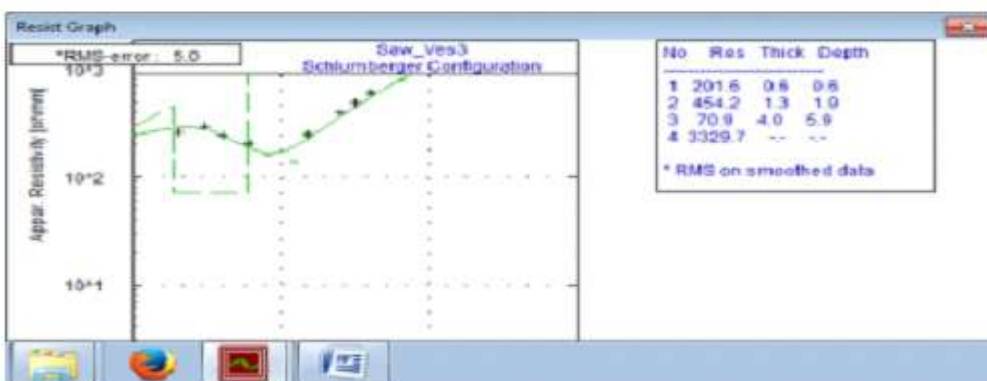 Resist Graph
*RMS-error: 5.0
Saw_Ves3
Schlumberger Configuration
10^3
10^2
10^1
Appar. Resistivity [ohmm]
No Res Thick Depth
1 201.6 0.6 0.6
2 454.2 1.3 1.9
3 70.9 4.0 5.9
4 3329.7 -.- -.-
* RMS on smoothed data